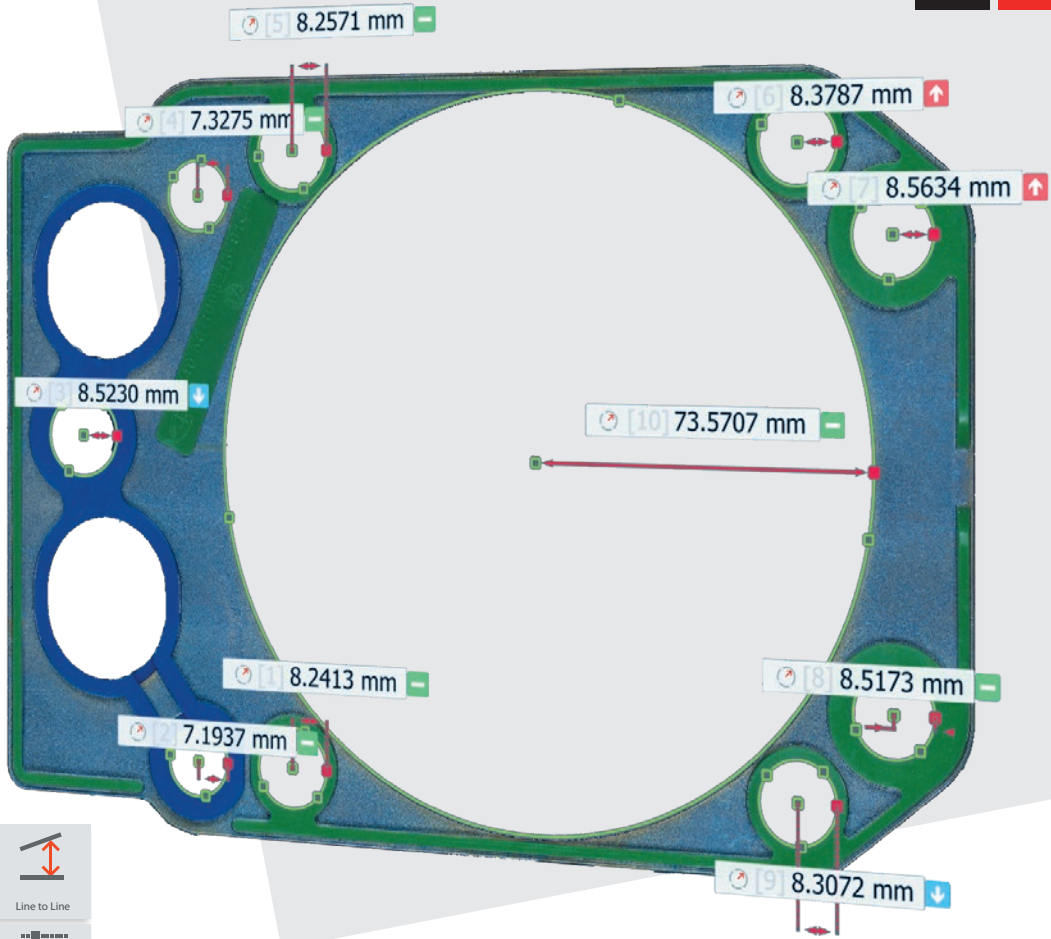 [5] 8.2571 mm
[6] 8.3787 mm
[4] 7.3275 mm
[7] 8.5634 mm
[3] 8.5230 mm
[10] 73.5707 mm
[1] 8.2413 mm
[8] 8.5173 mm
[2] 7.1937 mm
[9] 8.3072 mm
Line to Line